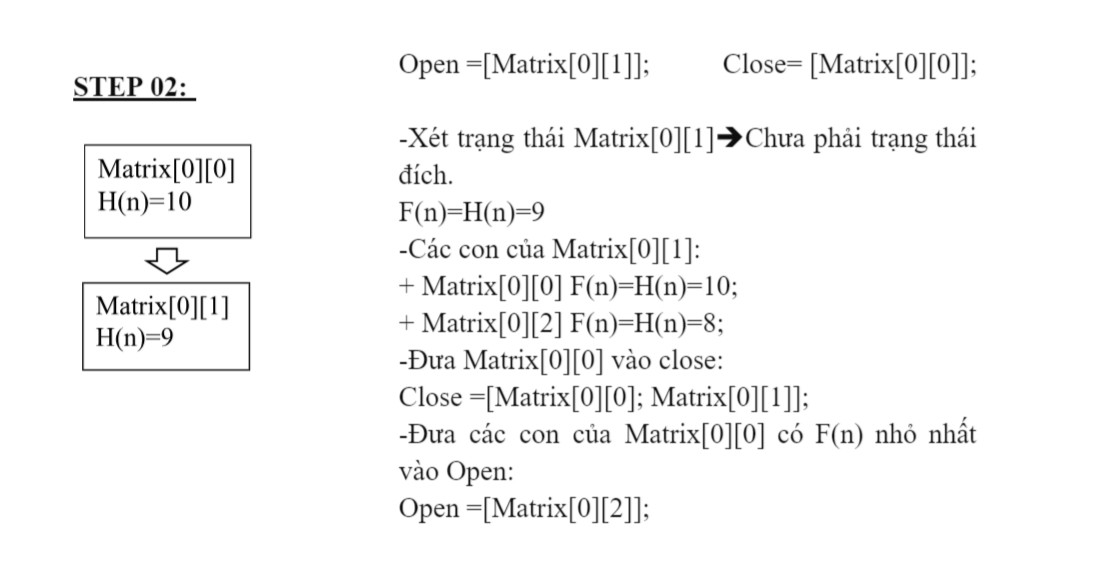 STEP 02:
Matrix[0][0]
H(n)=10
Matrix[0][1]
H(n)=9
Open =[Matrix[0][1]]; Close= [Matrix[0][0]];
-Xét trạng thái Matrix[0][1]➔Chưa phải trạng thái
đích.
F(n)=H(n)=9
-Các con của Matrix[0][1]:
+ Matrix[0][0] F(n)=H(n)=10;
+ Matrix[0][2] F(n)=H(n)=8;
-Đưa Matrix[0][0] vào close:
Close =[Matrix[0][0]; Matrix[0][1]];
-Đưa các con của Matrix[0][0] có F(n) nhỏ nhất
vào Open:
Open =[Matrix[0][2]];